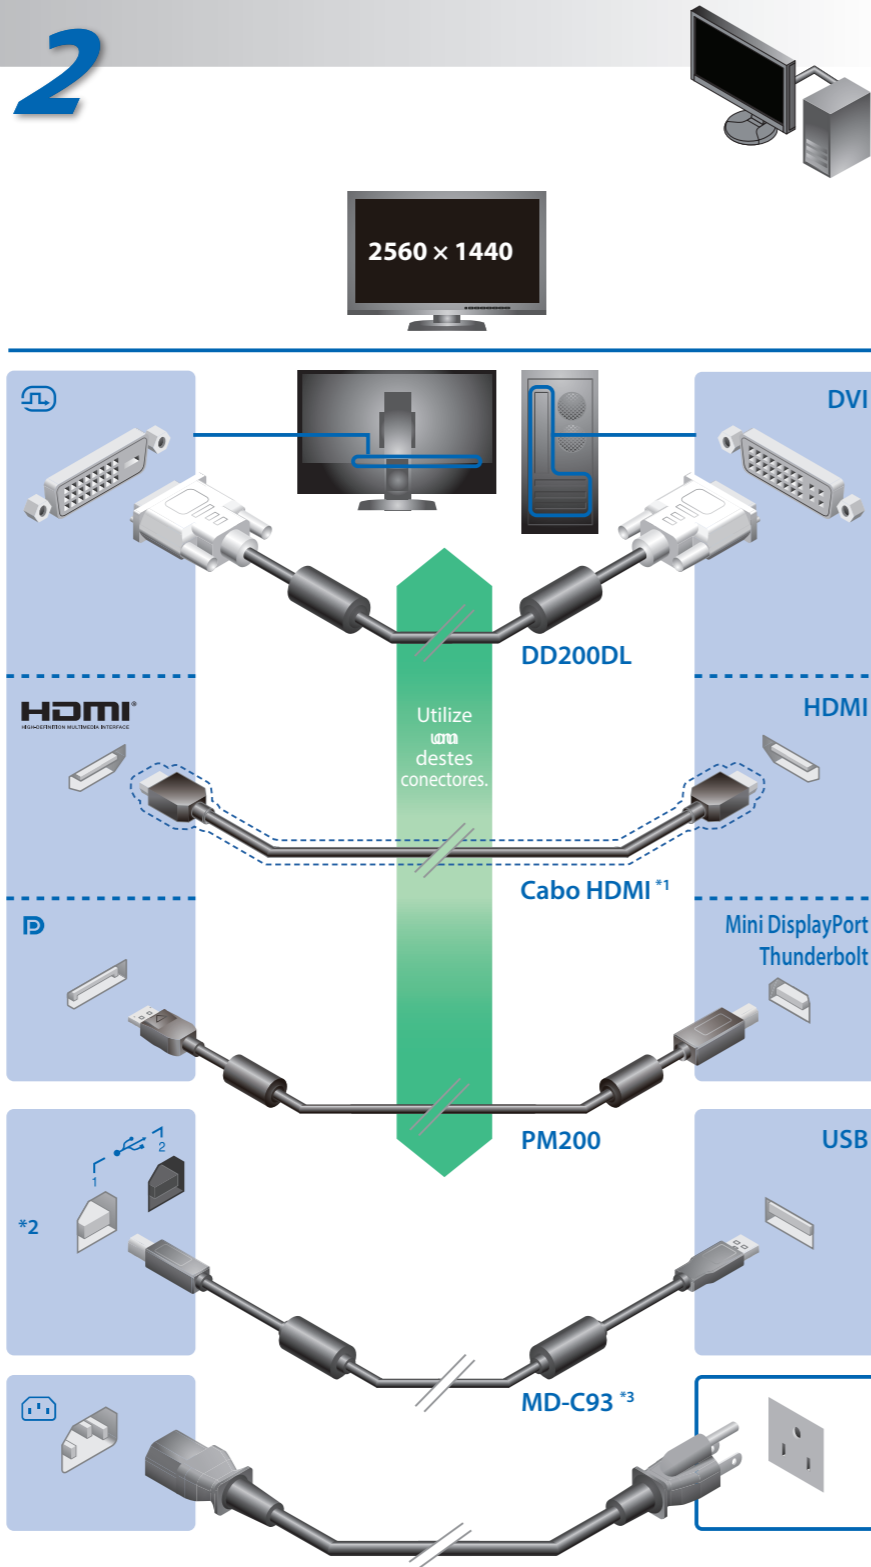 2
2560 × 1440
DVI
DD200DL
HDMI®
HIGH-DEFINITION MULTIMEDIA INTERFACE
HDMI
Utilize
destes
conectores.
Cabo HDMI *1
Mini DisplayPort
Thunderbolt
PM200
USB
1
2
*2
MD-C93 *3